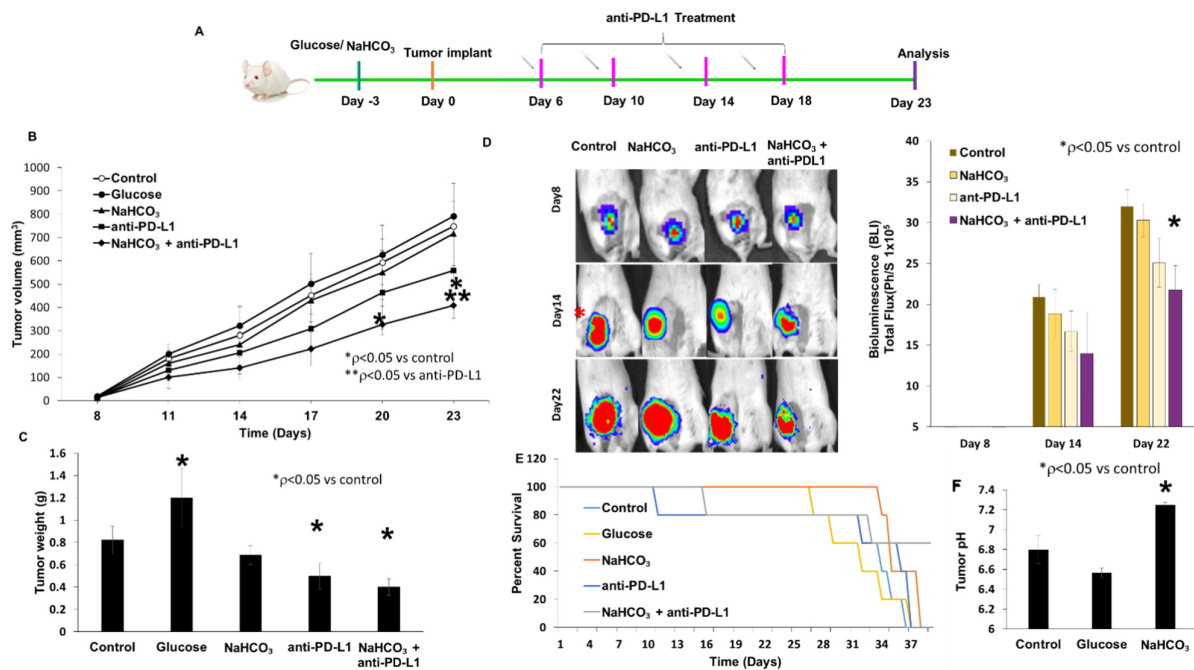 A
anti-PD-L1 Treatment
Glucose/ NaHCO₃
Tumor implant
Analysis
Day -3
Day 0
Day 6
Day 10
Day 14
Day 18
Day 23
B
Tumor volume (mm³)
1000
900
800
700
600
500
400
300
200
100
0
Control
Glucose
NaHCO₃
anti-PD-L1
NaHCO₃ + anti-PD-L1
*
*
**
*ρ<0.05 vs control
**ρ<0.05 vs anti-PD-L1
8
11
14
17
20
23
Time (Days)
C
Tumor weight (g)
1.6
1.4
1.2
1
0.8
0.6
0.4
0.2
0
*
*
*
*ρ<0.05 vs control
Control
Glucose
NaHCO₃
anti-PD-L1
NaHCO₃ +
anti-PD-L1
D
Control
NaHCO₃
anti-PD-L1
NaHCO₃ +
anti-PDL1
Day8
Day14
*
Day22
Bioluminescence (BLI)
Total Flux(Ph/S 1x10⁵
40
35
30
25
20
15
10
5
*ρ<0.05 vs control
Control
NaHCO₃
ant-PD-L1
NaHCO₃ + anti-PD-L1
*
Day 8
Day 14
Day 22
E
Percent Survival
120
100
80
60
40
20
0
Control
Glucose
NaHCO₃
anti-PD-L1
NaHCO₃ + anti-PD-L1
1
4
7
10
13
16
19
22
25
28
31
34
37
Time (Days)
F
*ρ<0.05 vs control
Tumor pH
7.4
7.2
7
6.8
6.6
6.4
6.2
6
*
Control
Glucose
NaHCO₃